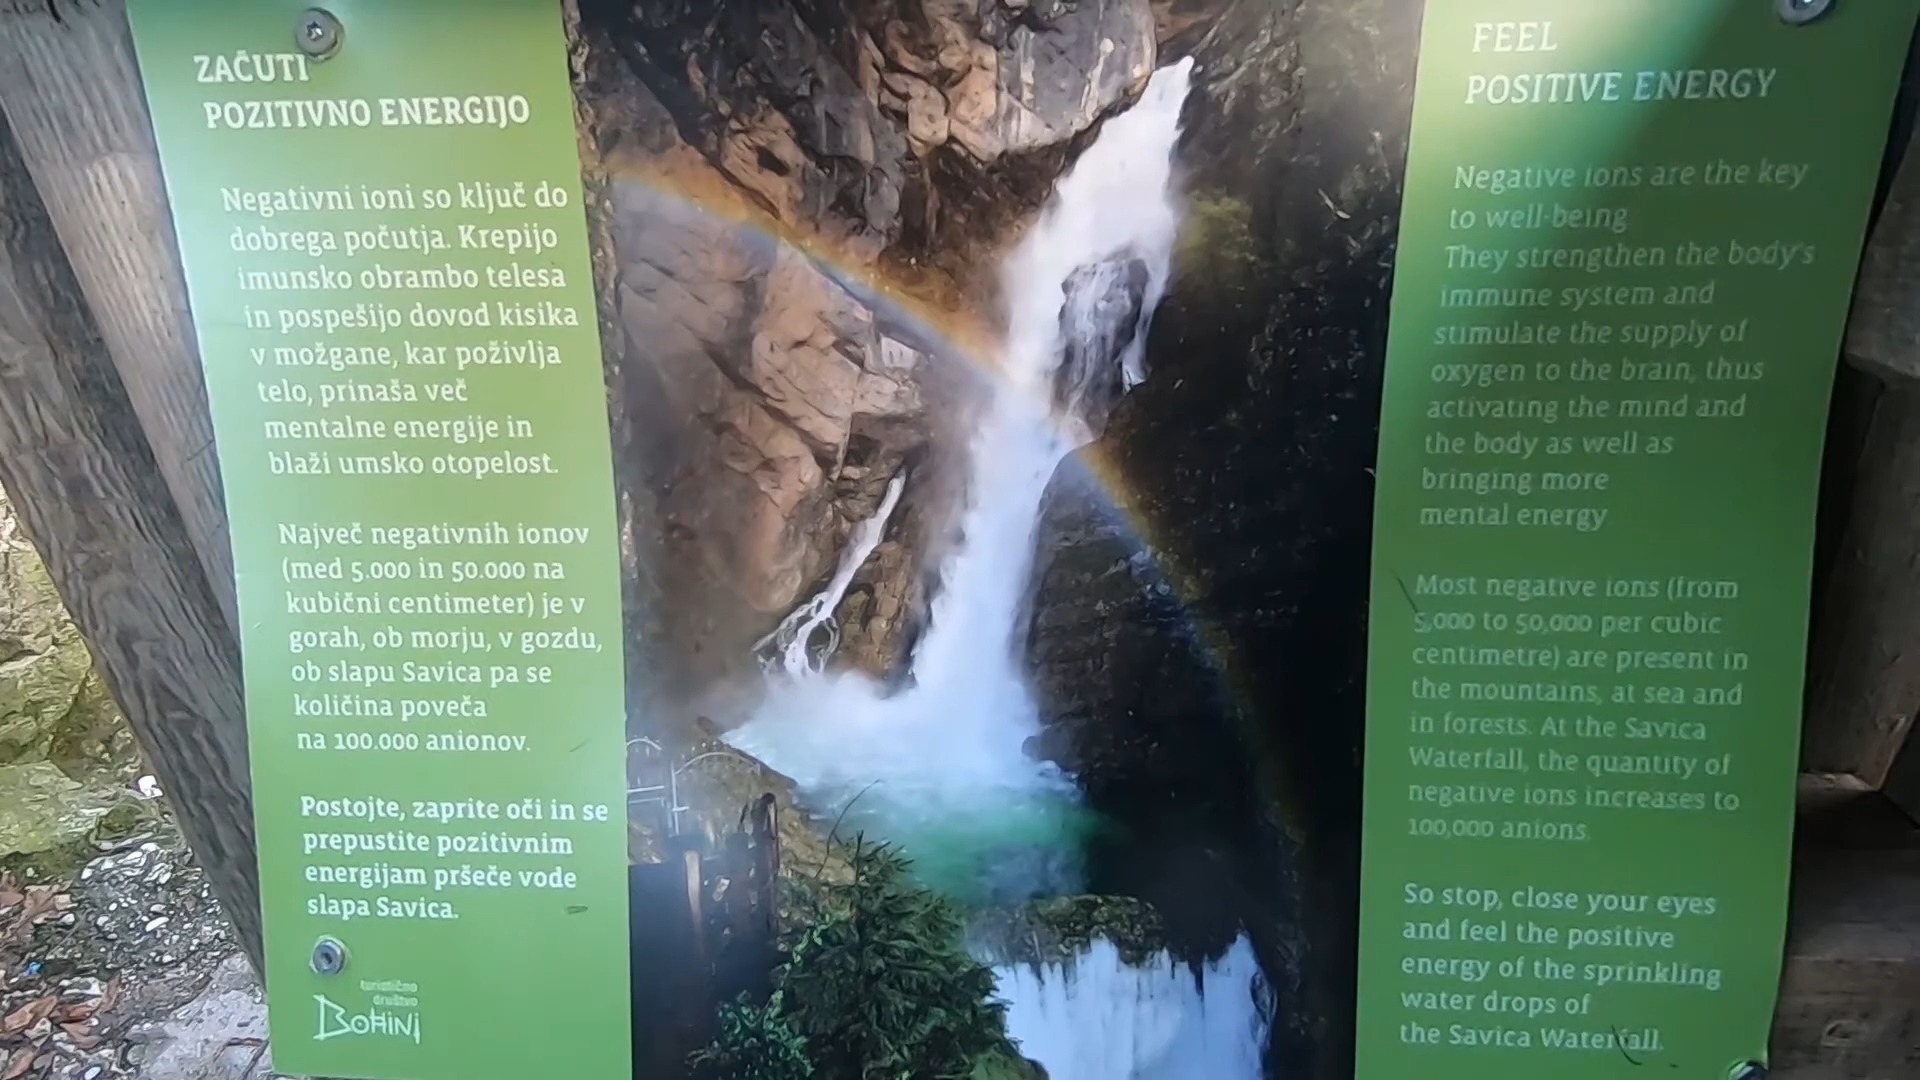 ZAČUTI
POZITIVNO ENERGIJO
Negativni ioni so ključ do
dobrega počutja. Krepijo
imunsko obrambo telesa
in pospešijo dovod kisika
v možgane, kar poživlja
telo, prinaša več
mentalne energije in
blaži umsko otopelost.
Največ negativnih ionov
(med 5.000 in 50.000 na
kubični centimeter) je v
gorah, ob morju, v gozdu,
ob slapu Savica pa se
količina poveča
na 100.000 anionov.
Postojte, zaprite oči in se
prepustite pozitivnim
energijam pršeče vode
slapa Savica.
turistično
društvo
BOHINJ
FEEL
POSITIVE ENERGY
Negative ions are the key
to well-being
They strengthen the body's
immune system and
stimulate the supply of
oxygen to the brain, thus
activating the mind and
the body as well as
bringing more
mental energy
Most negative ions (from
5,000 to 50,000 per cubic
centimetre) are present in
the mountains, at sea and
in forests. At the Savica
Waterfall, the quantity of
negative ions increases to
100,000 anions.
So stop, close your eyes
and feel the positive
energy of the sprinkling
water drops of
the Savica Waterfall.